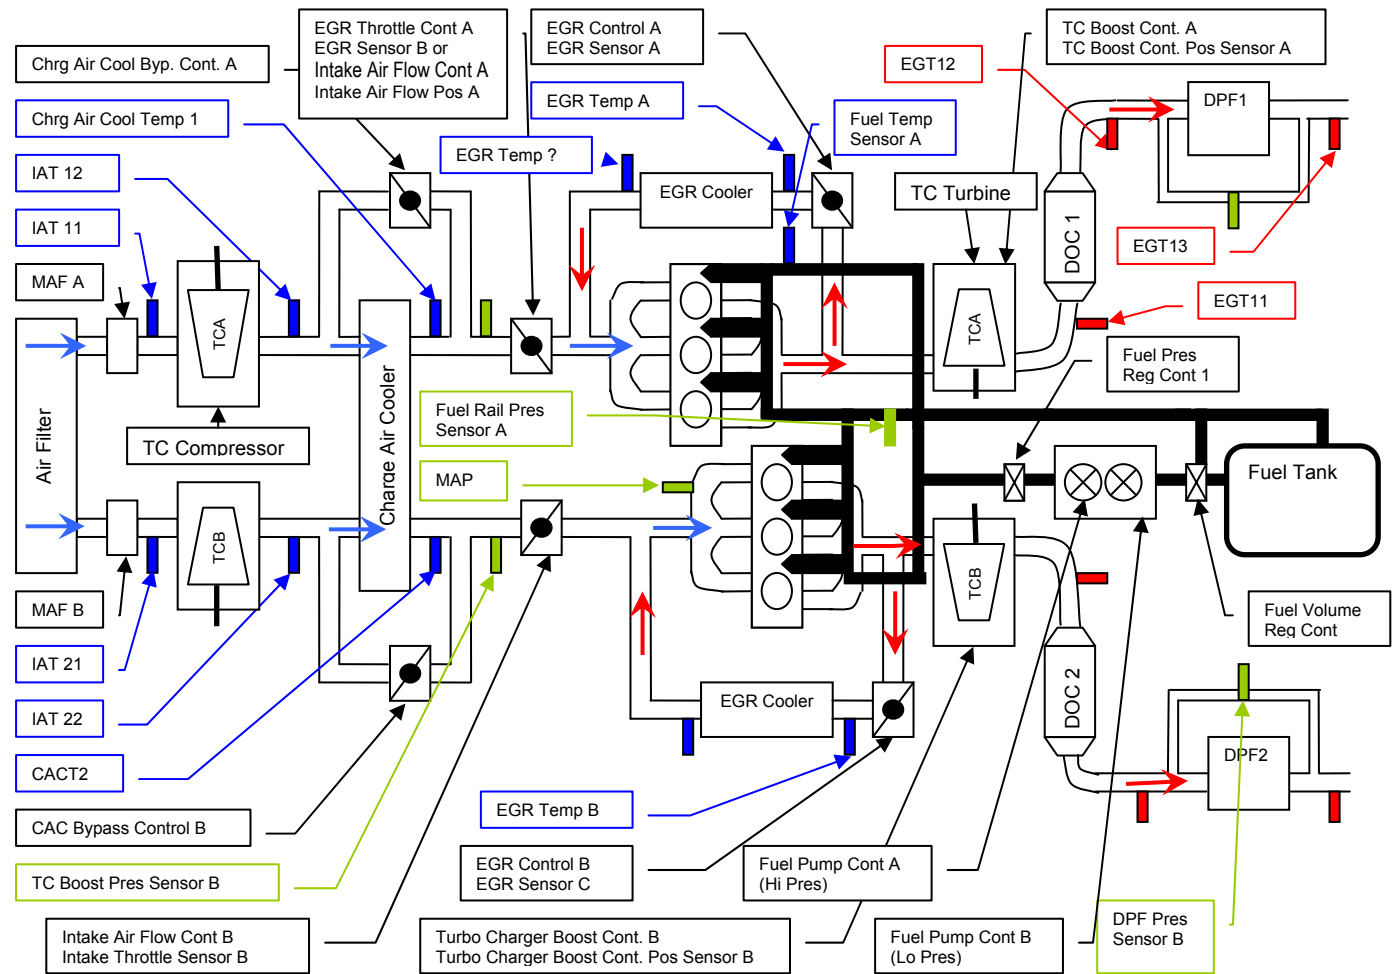 EGR Throttle Cont A
EGR Sensor B or
Intake Air Flow Cont A
Intake Air Flow Pos A
EGR Control A
EGR Sensor A
TC Boost Cont. A
TC Boost Cont. Pos Sensor A
Chrg Air Cool Byp. Cont. A
EGT12
DPF1
Chrg Air Cool Temp 1
EGR Temp A
Fuel Temp
Sensor A
EGR Temp ?
IAT 12
EGR Cooler
TC Turbine
IAT 11
DOC 1
EGT13
MAF A
EGT11
TCA
TCA
Fuel Pres
Reg Cont 1
Air Filter
Charge Air Cooler
Fuel Rail Pres
Sensor A
TC Compressor
MAP
Fuel Tank
TCB
TCB
MAF B
Fuel Volume
Reg Cont
IAT 21
DOC 2
IAT 22
EGR Cooler
CACT2
DPF2
EGR Temp B
CAC Bypass Control B
EGR Control B
EGR Sensor C
Fuel Pump Cont A
(Hi Pres)
TC Boost Pres Sensor B
Intake Air Flow Cont B
Intake Throttle Sensor B
Turbo Charger Boost Cont. B
Turbo Charger Boost Cont. Pos Sensor B
Fuel Pump Cont B
(Lo Pres)
DPF Pres
Sensor B